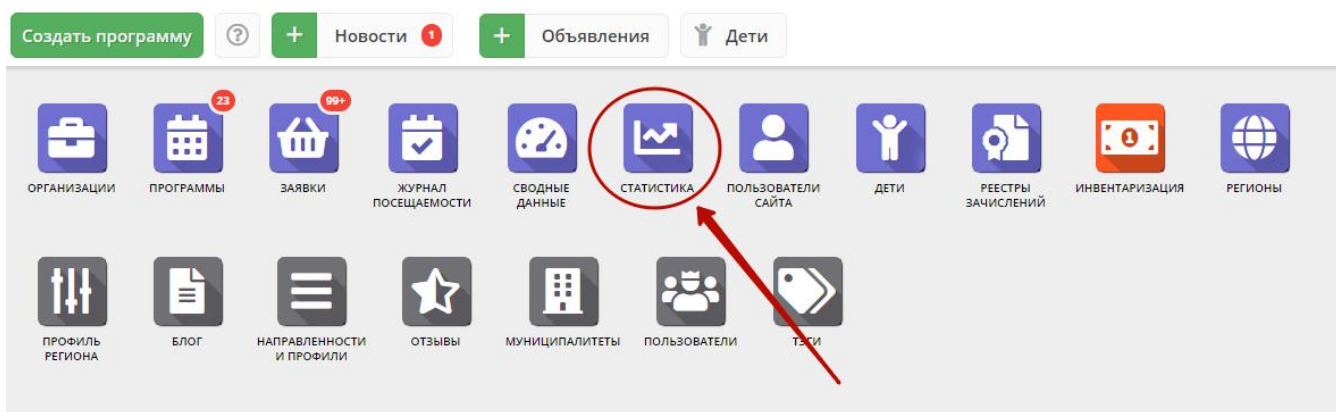 Создать программу
+ Новости 1
+ Объявления
Дети
23
99+
ОРГАНИЗАЦИИ
ПРОГРАММЫ
ЗАЯВКИ
ЖУРНАЛ
ПОСЕЩАЕМОСТИ
СВОДНЫЕ
ДАННЫЕ
СТАТИСТИКА
ПОЛЬЗОВАТЕЛИ
САЙТА
ДЕТИ
РЕЕСТРЫ
ЗАЧИСЛЕНИЙ
1
ИНВЕНТАРИЗАЦИЯ
РЕГИОНЫ
ПРОФИЛЬ
РЕГИОНА
БЛОГ
НАПРАВЛЕННОСТИ
И ПРОФИЛИ
ОТЗЫВЫ
МУНИЦИПАЛИТЕТЫ
ПОЛЬЗОВАТЕЛИ
ТЭГИ